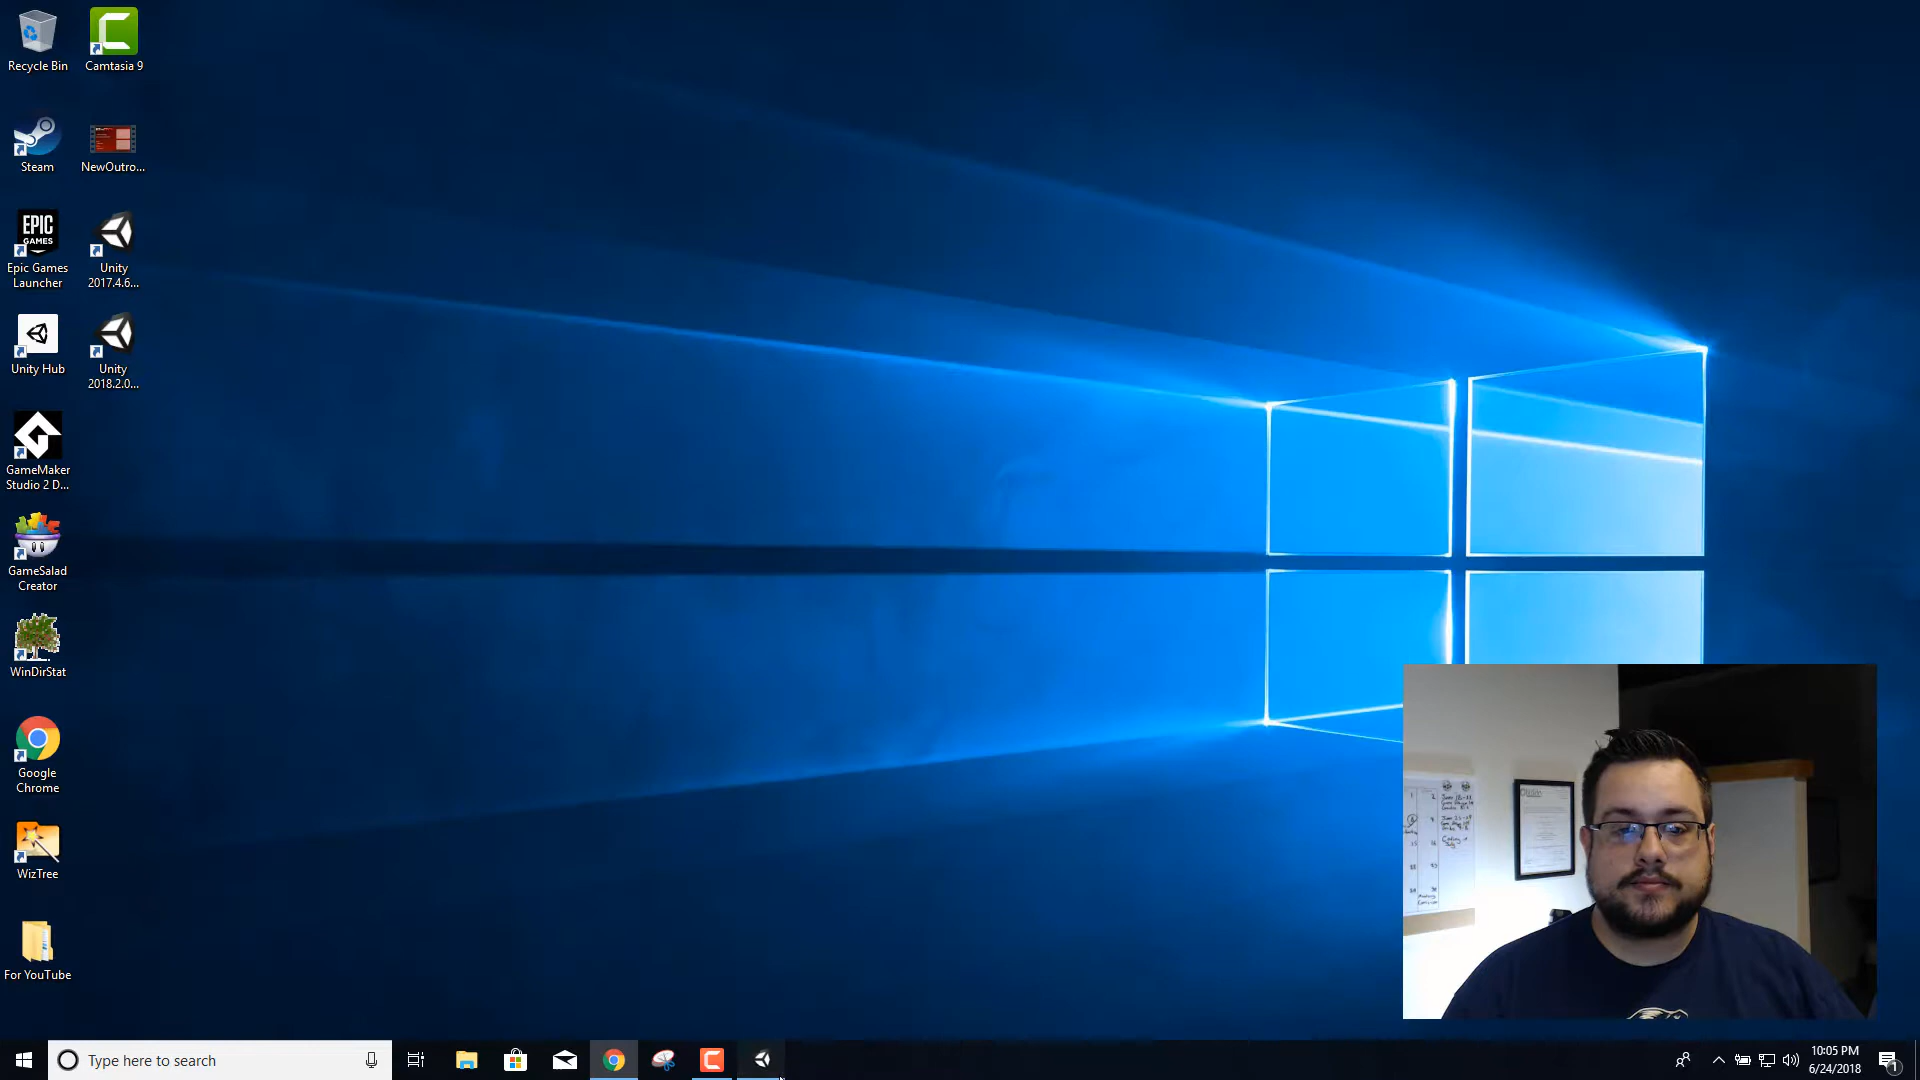 Recycle Bin
Camtasia 9
Steam
NewOutro...
EPIC
GAMES
Epic Games
Launcher
Unity
2017.4.6...
Unity Hub
Unity
2018.2.0...
GameMaker
Studio 2 D...
GameSalad
Creator
WinDirStat
Google
Chrome
WizTree
For YouTube
Type here to search
10:05 PM
6/24/2018
1